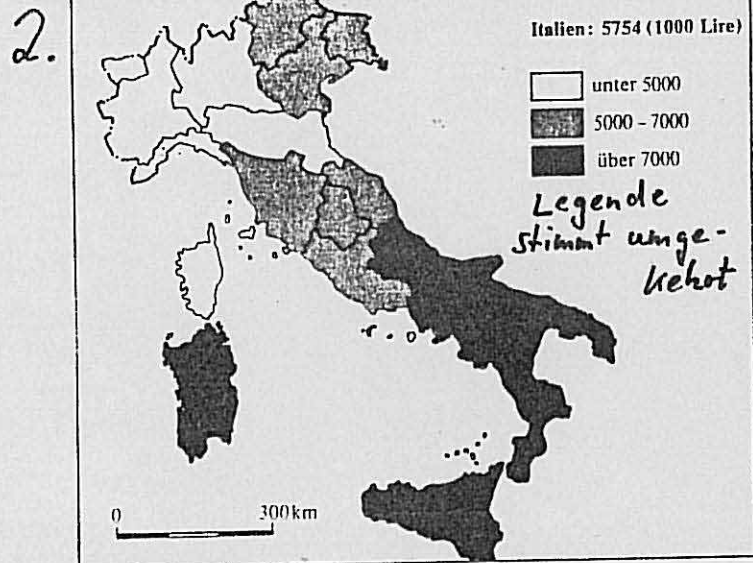 2.
Italien: 5754 (1000 Lire)
unter 5000
5000 – 7000
über 7000
Legende
stimmt umge-
kehrt
0 300km